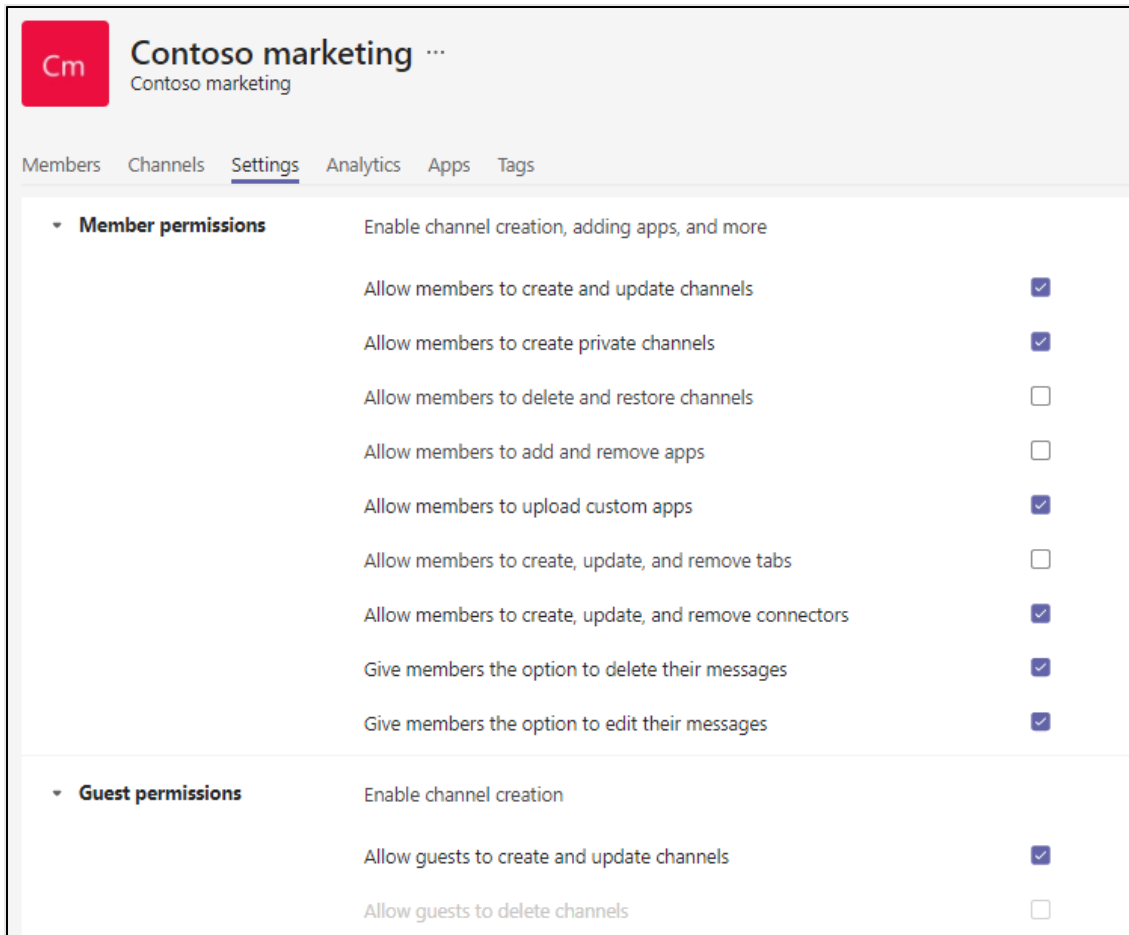 Cm
Contoso marketing ...
Contoso marketing
Members Channels Settings Analytics Apps Tags
Member permissions Enable channel creation, adding apps, and more
Allow members to create and update channels
Allow members to create private channels
Allow members to delete and restore channels
Allow members to add and remove apps
Allow members to upload custom apps
Allow members to create, update, and remove tabs
Allow members to create, update, and remove connectors
Give members the option to delete their messages
Give members the option to edit their messages
Guest permissions Enable channel creation
Allow guests to create and update channels
Allow guests to delete channels